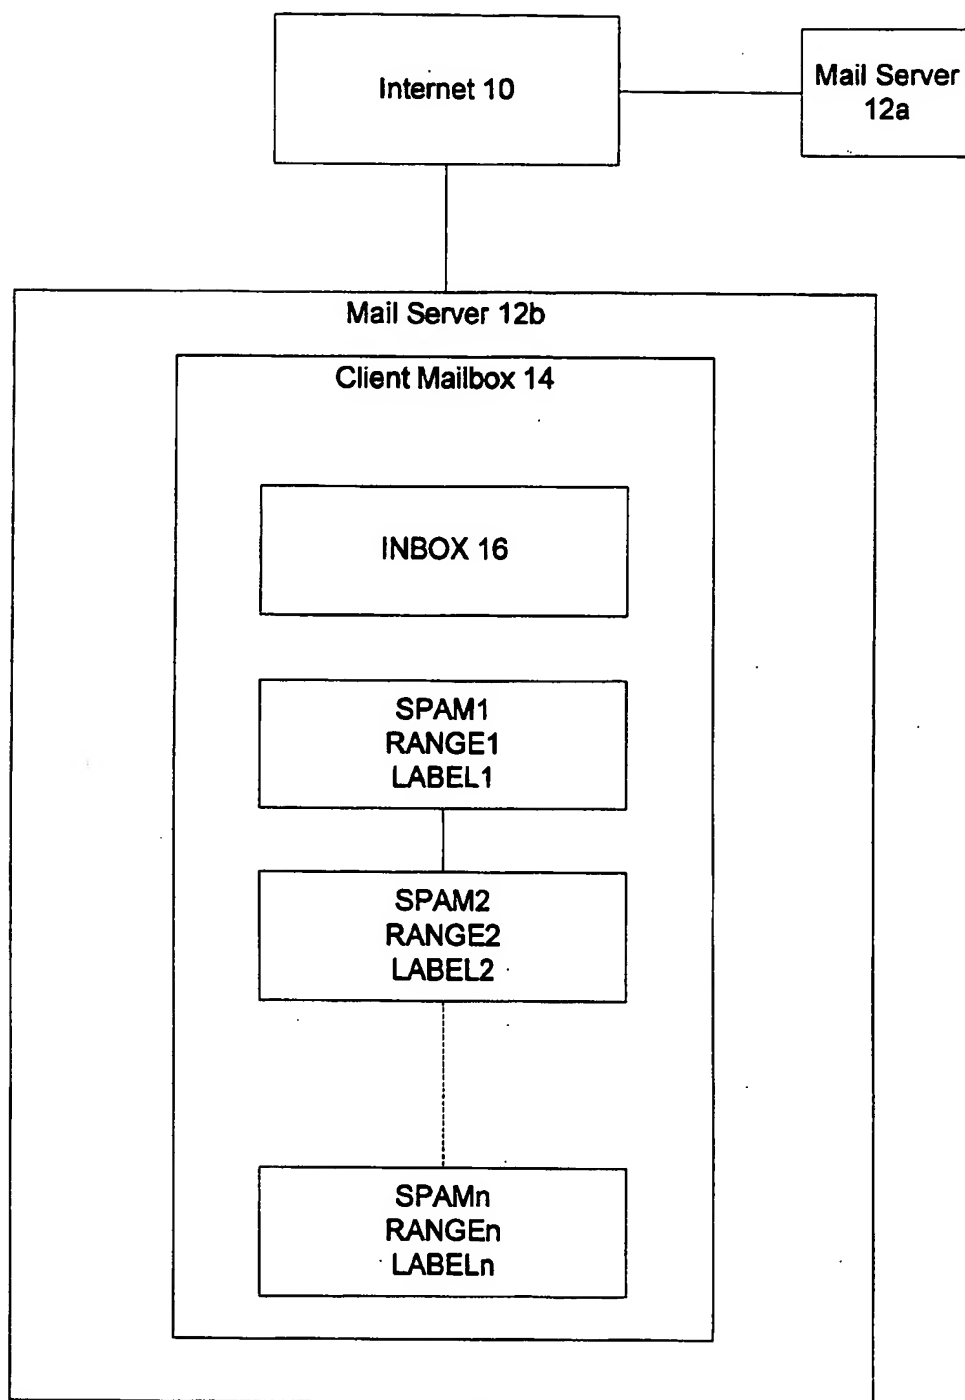 Internet 10
Mail Server
12a
Mail Server 12b
Client Mailbox 14
INBOX 16
SPAM1
RANGE1
LABEL1
SPAM2
RANGE2
LABEL2
SPAMn
RANGEn
LABELn